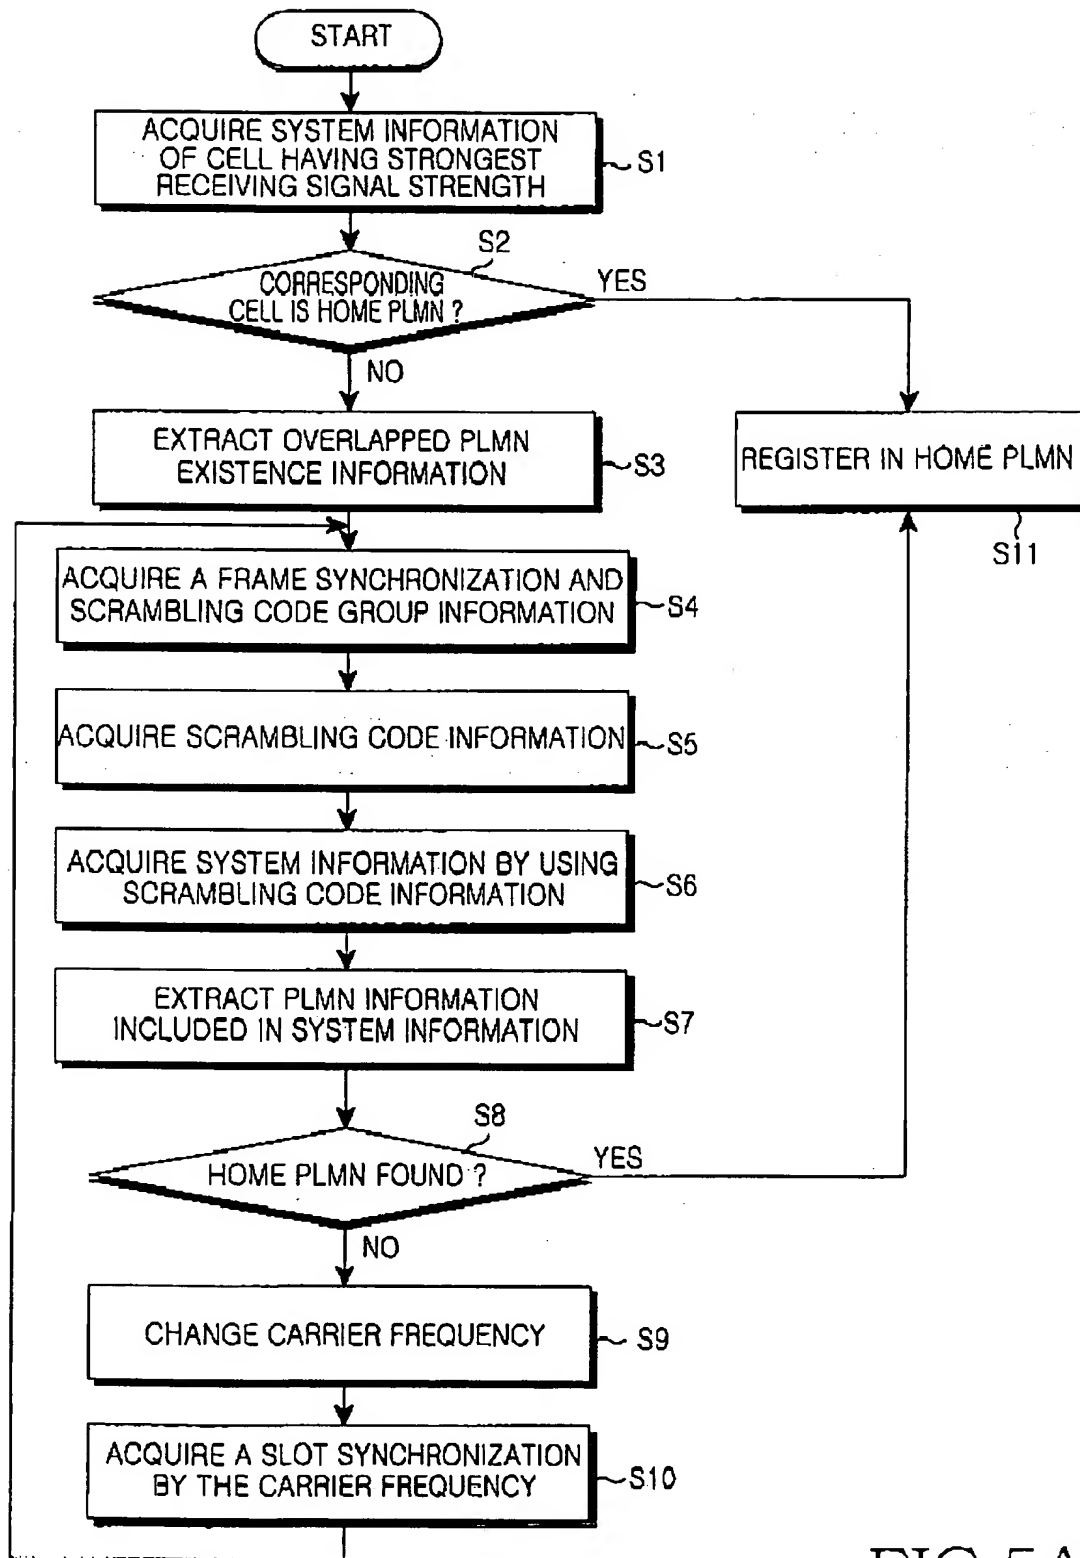 START
ACQUIRE SYSTEM INFORMATION
OF CELL HAVING STRONGEST
RECEIVING SIGNAL STRENGTH
S1
S2
CORRESPONDING
CELL IS HOME PLMN ?
YES
NO
EXTRACT OVERLAPPED PLMN
EXISTENCE INFORMATION
S3
REGISTER IN HOME PLMN
S11
ACQUIRE A FRAME SYNCHRONIZATION AND
SCRAMBLING CODE GROUP INFORMATION
S4
ACQUIRE SCRAMBLING CODE INFORMATION
S5
ACQUIRE SYSTEM INFORMATION BY USING
SCRAMBLING CODE INFORMATION
S6
EXTRACT PLMN INFORMATION
INCLUDED IN SYSTEM INFORMATION
S7
S8
HOME PLMN FOUND ?
YES
NO
CHANGE CARRIER FREQUENCY
S9
ACQUIRE A SLOT SYNCHRONIZATION
BY THE CARRIER FREQUENCY
S10
FIG.5A